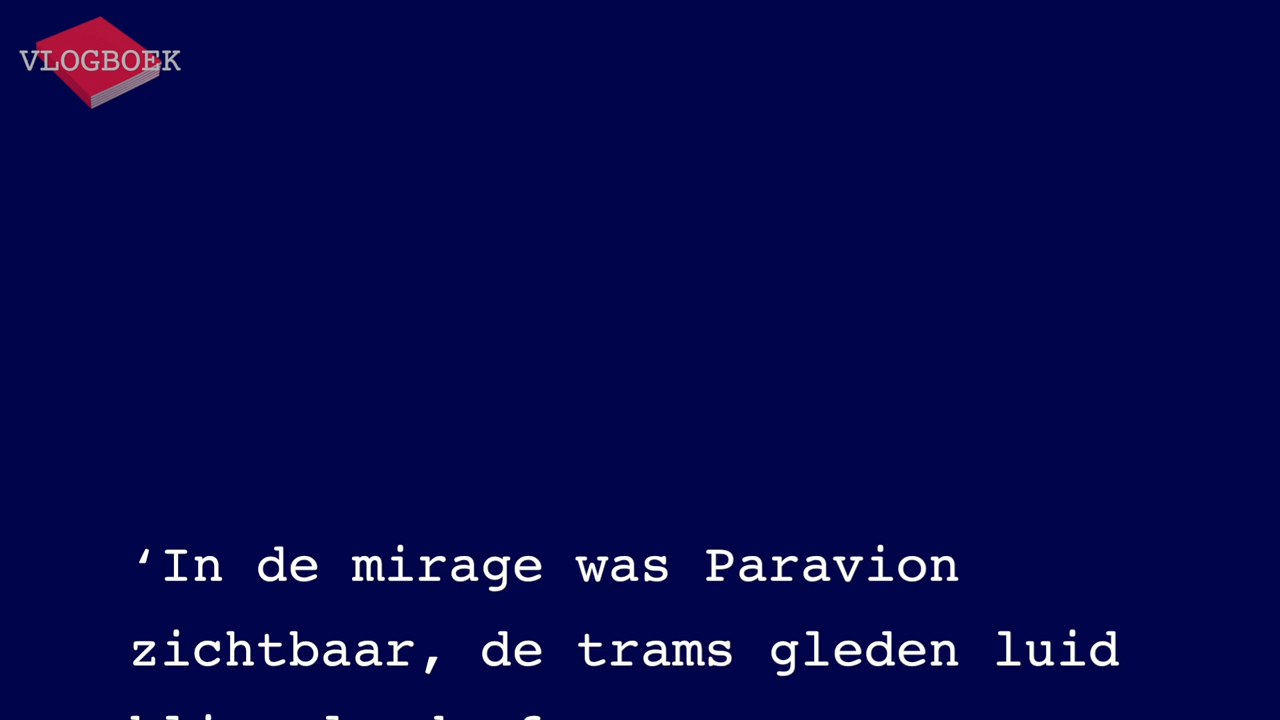 VLOGBOEK
‘In de mirage was Paravion
zichtbaar, de trams gleden luid